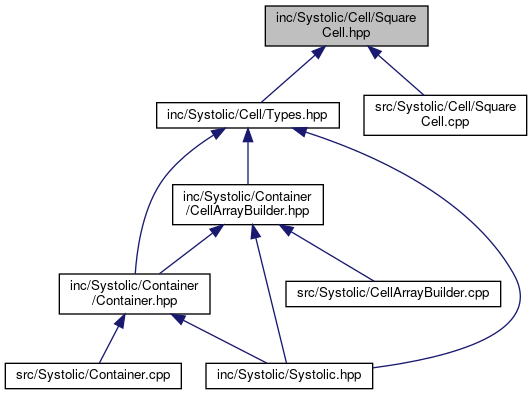 inc/Systolic/Cell/Square
Cell.hpp
inc/Systolic/Cell/Types.hpp
src/Systolic/Cell/Square
Cell.cpp
inc/Systolic/Container
/CellArrayBuilder.hpp
inc/Systolic/Container
/Container.hpp
src/Systolic/CellArrayBuilder.cpp
src/Systolic/Container.cpp
inc/Systolic/Systolic.hpp